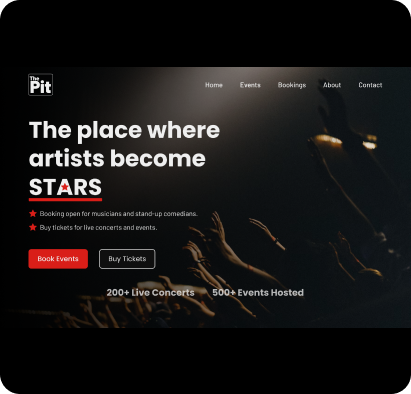 The
Pit
Home Events Bookings About Contact
The place where
artists become
STARS
Booking open for musicians and stand-up comedians.
Buy tickets for live concerts and events.
Book Events Buy Tickets
200+ Live Concerts 500+ Events Hosted